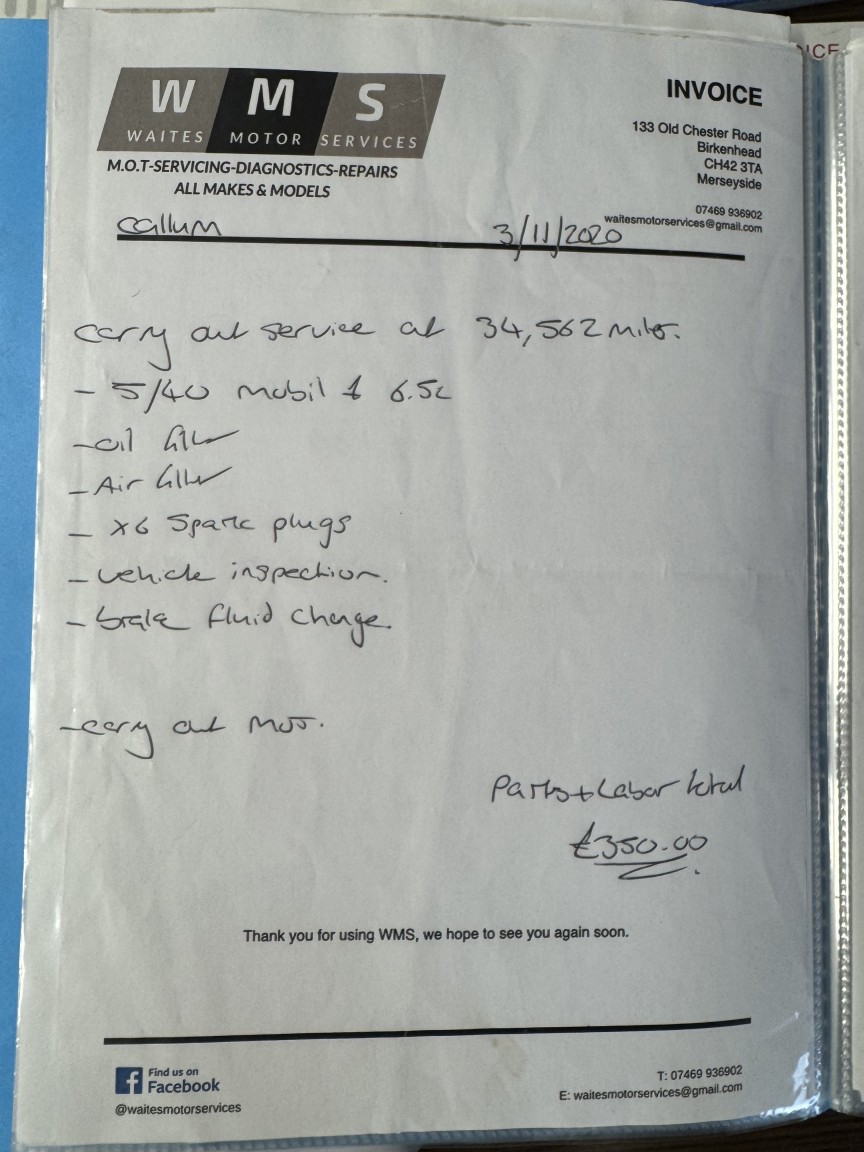 ICE
W M S
WAITES MOTOR SERVICES
M.O.T-SERVICING-DIAGNOSTICS-REPAIRS
ALL MAKES & MODELS
INVOICE
133 Old Chester Road
Birkenhead
CH42 3TA
Merseyside
07469 936902
waitesmotorservices@gmail.com
callum 3/11/2020
carry out service at 34,562 miles.
- 5/40 mobil 1 6.5L
- oil filter
- Air filter
- x6 Spark plugs
- vehicle inspection.
- brake fluid change.
- carry out MOT.
Parts + Labor total
£350.00
Thank you for using WMS, we hope to see you again soon.
Find us on
Facebook
@waitesmotorservices
T: 07469 936902
E: waitesmotorservices@gmail.com